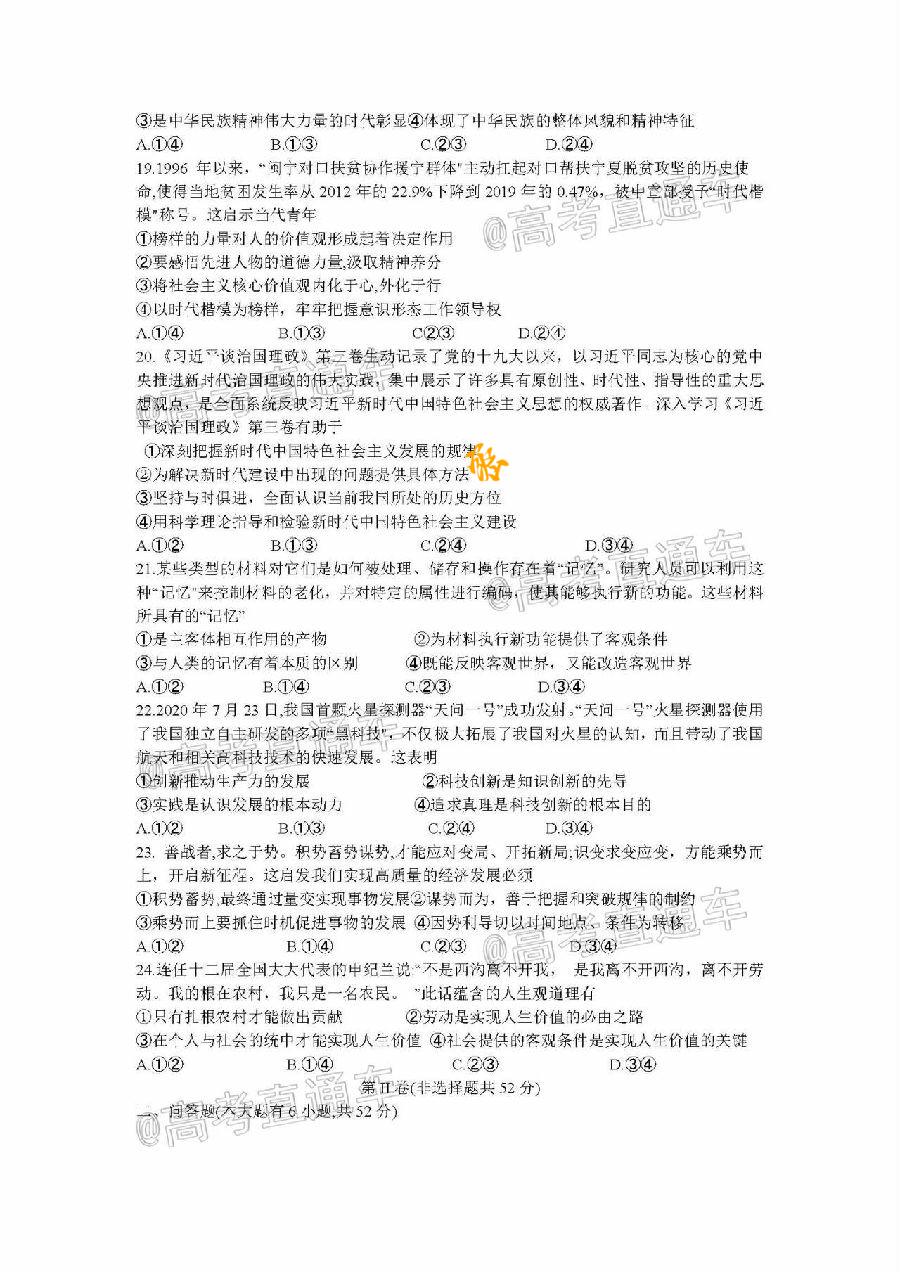 ③是中华民族精神伟大力量的时代彰显④体现了中华民族的整体风貌和精神特征
A.①④ B.①③ C.②③ D.②④
19.1996 年以来，“闽宁对口扶贫协作援宁群体"主动扛起对口帮扶宁夏脱贫攻坚的历史使
命,使得当地贫困发生率从 2012 年的 22.9%下降到 2019 年的 0.47%，被中宣部授予“时代楷
模"称号。这启示当代青年
①榜样的力量对人的价值观形成起着决定作用
②要感悟先进人物的道德力量,汲取精神养分
③将社会主义核心价值观内化于心,外化于行
④以时代楷模为榜样，牢牢把握意识形态工作领导权
A.①④ B.①③ C②③ D.②④
20.《习近平谈治国理政》第三卷生动记录了党的十九大以来，以习近平同志为核心的党中
央推进新时代治国理政的伟大实践，集中展示了许多具有原创性、时代性、指导性的重大思
想观点，是全面系统反映习近平新时代中国特色社会主义思想的权威著作。深入学习《习近
平谈治国理政》第三卷有助于
①深刻把握新时代中国特色社会主义发展的规律
②为解决新时代建设中出现的问题提供具体方法
③坚持与时俱进，全面认识当前我国所处的历史方位
④用科学理论指导和检验新时代中国特色社会主义建设
A.①② B.①③ C.②④ D.③④
21.某些类型的材料对它们是如何被处理、储存和操作存在着“记忆”。研究人员可以利用这
种“记忆"来控制材料的老化，并对特定的属性进行编码，使其能够执行新的功能。这些材料
所具有的“记忆”
①是主客体相互作用的产物 ②为材料执行新功能提供了客观条件
③与人类的记忆有着本质的区别 ④既能反映客观世界，又能改造客观世界
A.①② B.①④ C.②③ D.③④
22.2020 年 7 月 23 日,我国首颗火星探测器“天问一号”成功发射。“天问一号”火星探测器使用
了我国独立自主研发的多项“黑科技"，不仅极人拓展了我国对火星的认知，而且带动了我国
航天和相关高科技技术的快速发展。这表明
①创新推动生产力的发展 ②科技创新是知识创新的先导
③实践是认识发展的根本动力 ④追求真理是科技创新的根本目的
A.①② B.①③ C.②④ D.③④
23. 善战者,求之于势。积势蓄势谋势,才能应对变局、开拓新局;识变求变应变，方能乘势而
上，开启新征程。这启发我们实现高质量的经济发展必须
①积势蓄势,最终通过量变实现事物发展②谋势而为，善于把握和突破规律的制约
③乘势而上要抓住时机促进事物的发展 ④因势利导切以时间地点、条件为转移
A.①② B.①④ C.②③ D.③④
24.连任十二届全国大大代表的申纪兰说:“不是西沟离不开我， 是我离不开西沟，离不开劳
动。我的根在农村，我只是一名农民。 ”此话蕴含的人生观道理有
①只有扎根农村才能做出贡献 ②劳动是实现人生价值的必由之路
③在个人与社会的统中才能实现人生价值 ④社会提供的客观条件是实现人生价值的关键
A.①② B.①④ C.②③ D.③④
第 II 卷(非选择题共 52 分)
二、问答题(本大题有 6 小题,共 52 分)
@高考直通车
@高考直通车
@高考直通车
@高考直通车
@高考直通车
@高考直通车